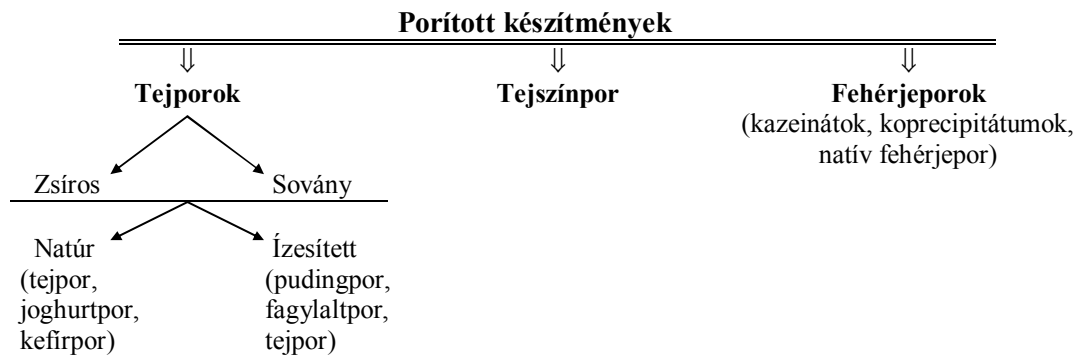 Porított készítmények
⇓ ⇓ ⇓
Tejporok Tejszínpor Fehérjeporok
(kazeinátok, koprecipitátumok,
natív fehérjepor)
Zsíros Sovány
Natúr Ízesített
(tejpor, (pudingpor,
joghurtpor, fagylaltpor,
kefírpor) tejpor)